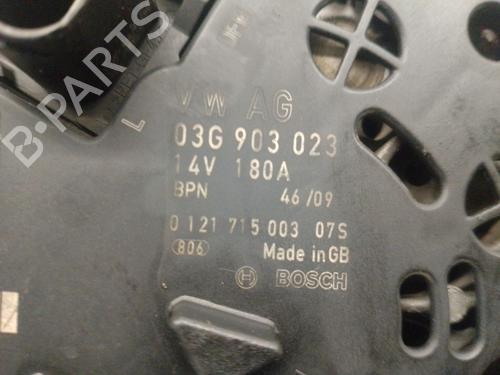 VW AG
03G 903 023
14V 180A
BPN 46/09
0 121 715 003 07S
806 Made in GB
BOSCH
L
B-PARTS